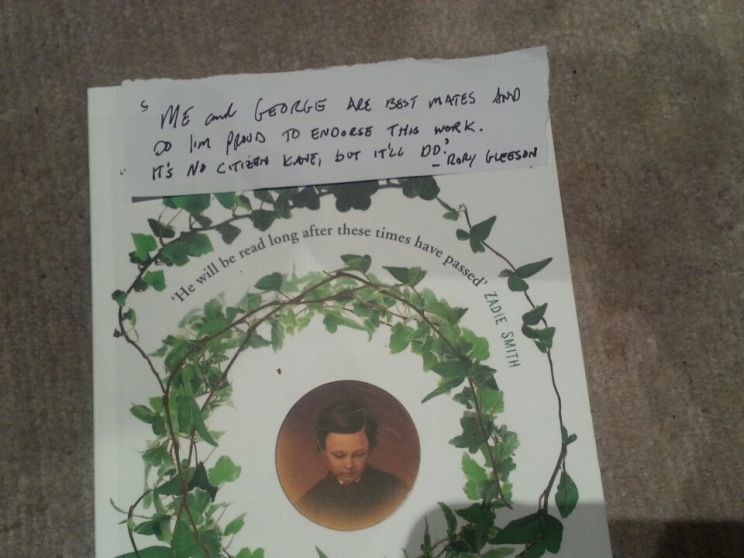 'ME and GEORGE ARE BEST MATES AND
SO I'M PROUD TO ENDORSE THIS WORK.
IT'S NO CITIZEN KANE, BUT IT'LL DO.'
- RORY GLEESON
'He will be read long after these times have passed' ZADIE SMITH